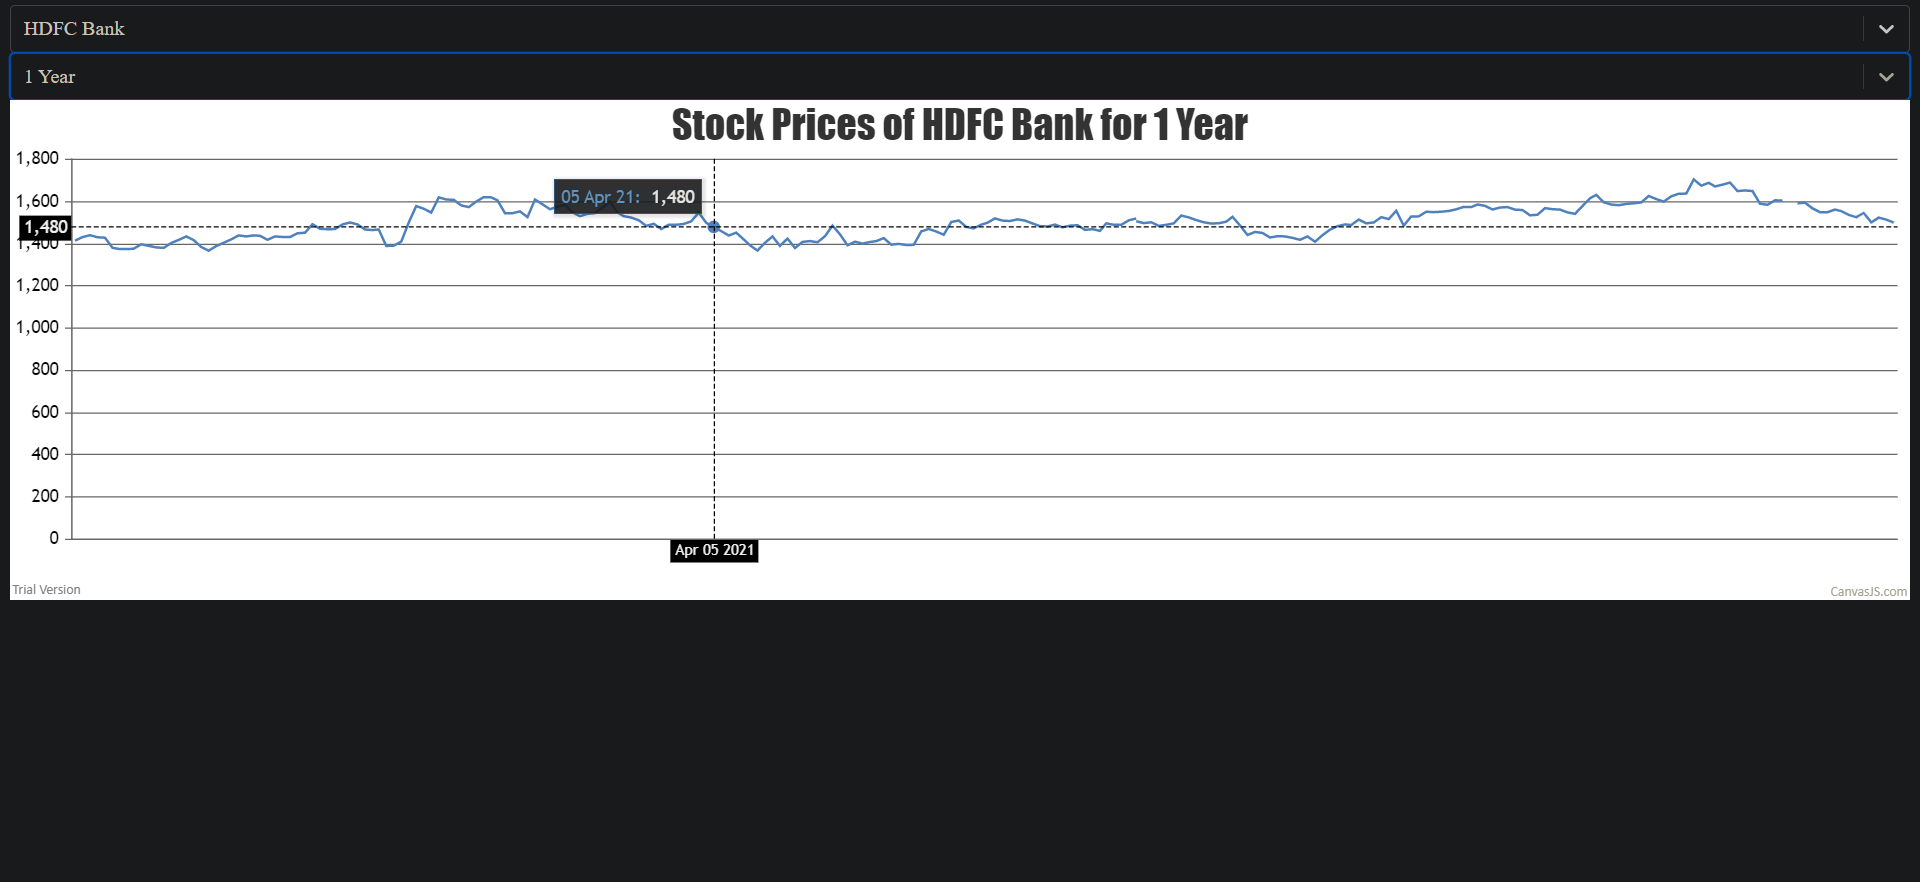 HDFC Bank
1 Year
Stock Prices of HDFC Bank for 1 Year
1,800
05 Apr 21: 1,480
1,600
1,480
1,400
1,200
1,000
800
600
400
200
0
Apr 05 2021
Trial Version
CanvasJS.com